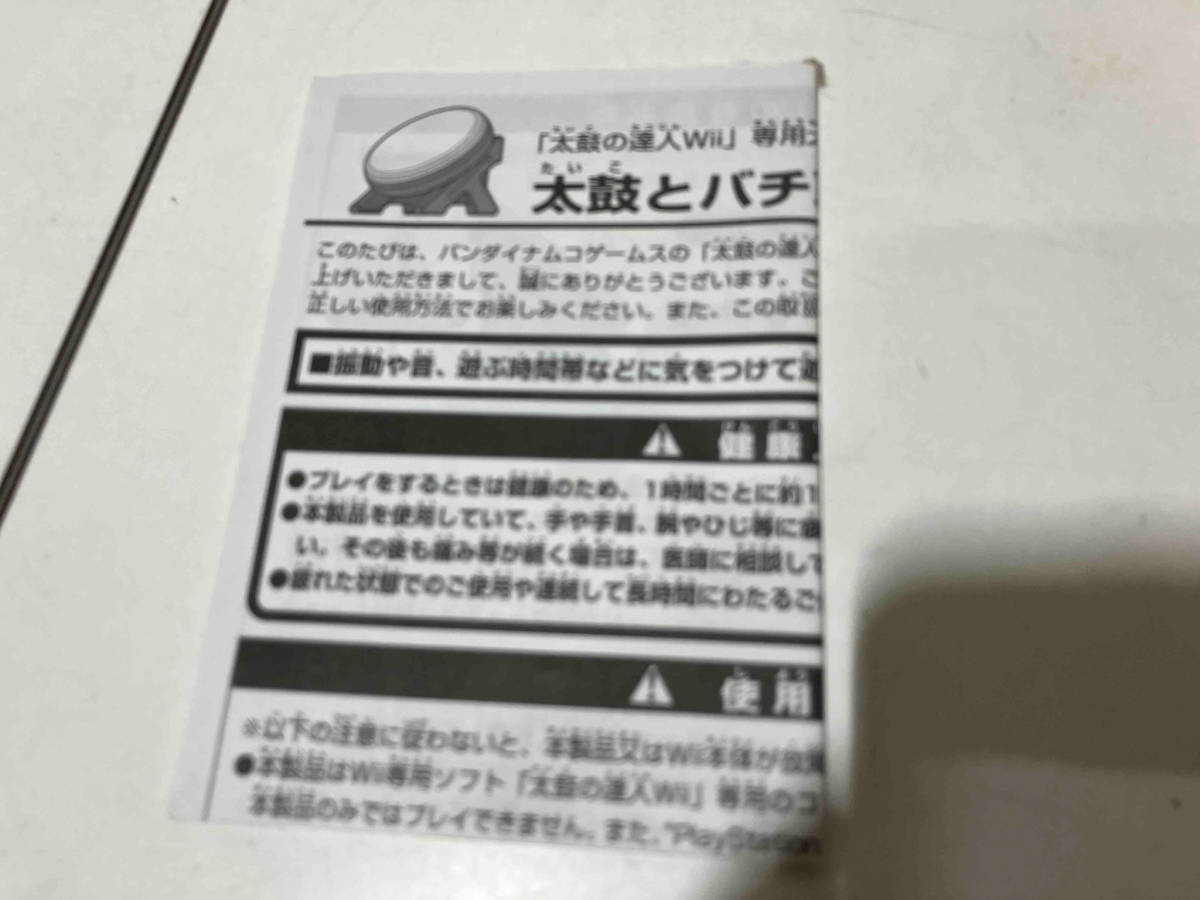 「太鼓の達人Wii」専用
たいこ
太鼓とバチ
このたびは、バンダイナムコゲームスの「太鼓の達人
上げいただきまして、誠にありがとうございます。ご
正しい使用方法でお楽しみください。また、この取
■振動や音、遊ぶ時間帯などに気をつけて遊
健康
●プレイをするときは健康のため、1時間ごとに約1
●本製品を使用していて、手や手首、腕やひじ等に
い。その後も痛み等が続く場合は、医師に相談して
●疲れた状態でのご使用や連続して長時間にわたるご
使用
※以下の注意に従わないと、本製品又はWii本体が故障
●本製品はWii専用ソフト「太鼓の達人Wii」専用のコ
本製品のみではプレイできません。また、"PlayStation